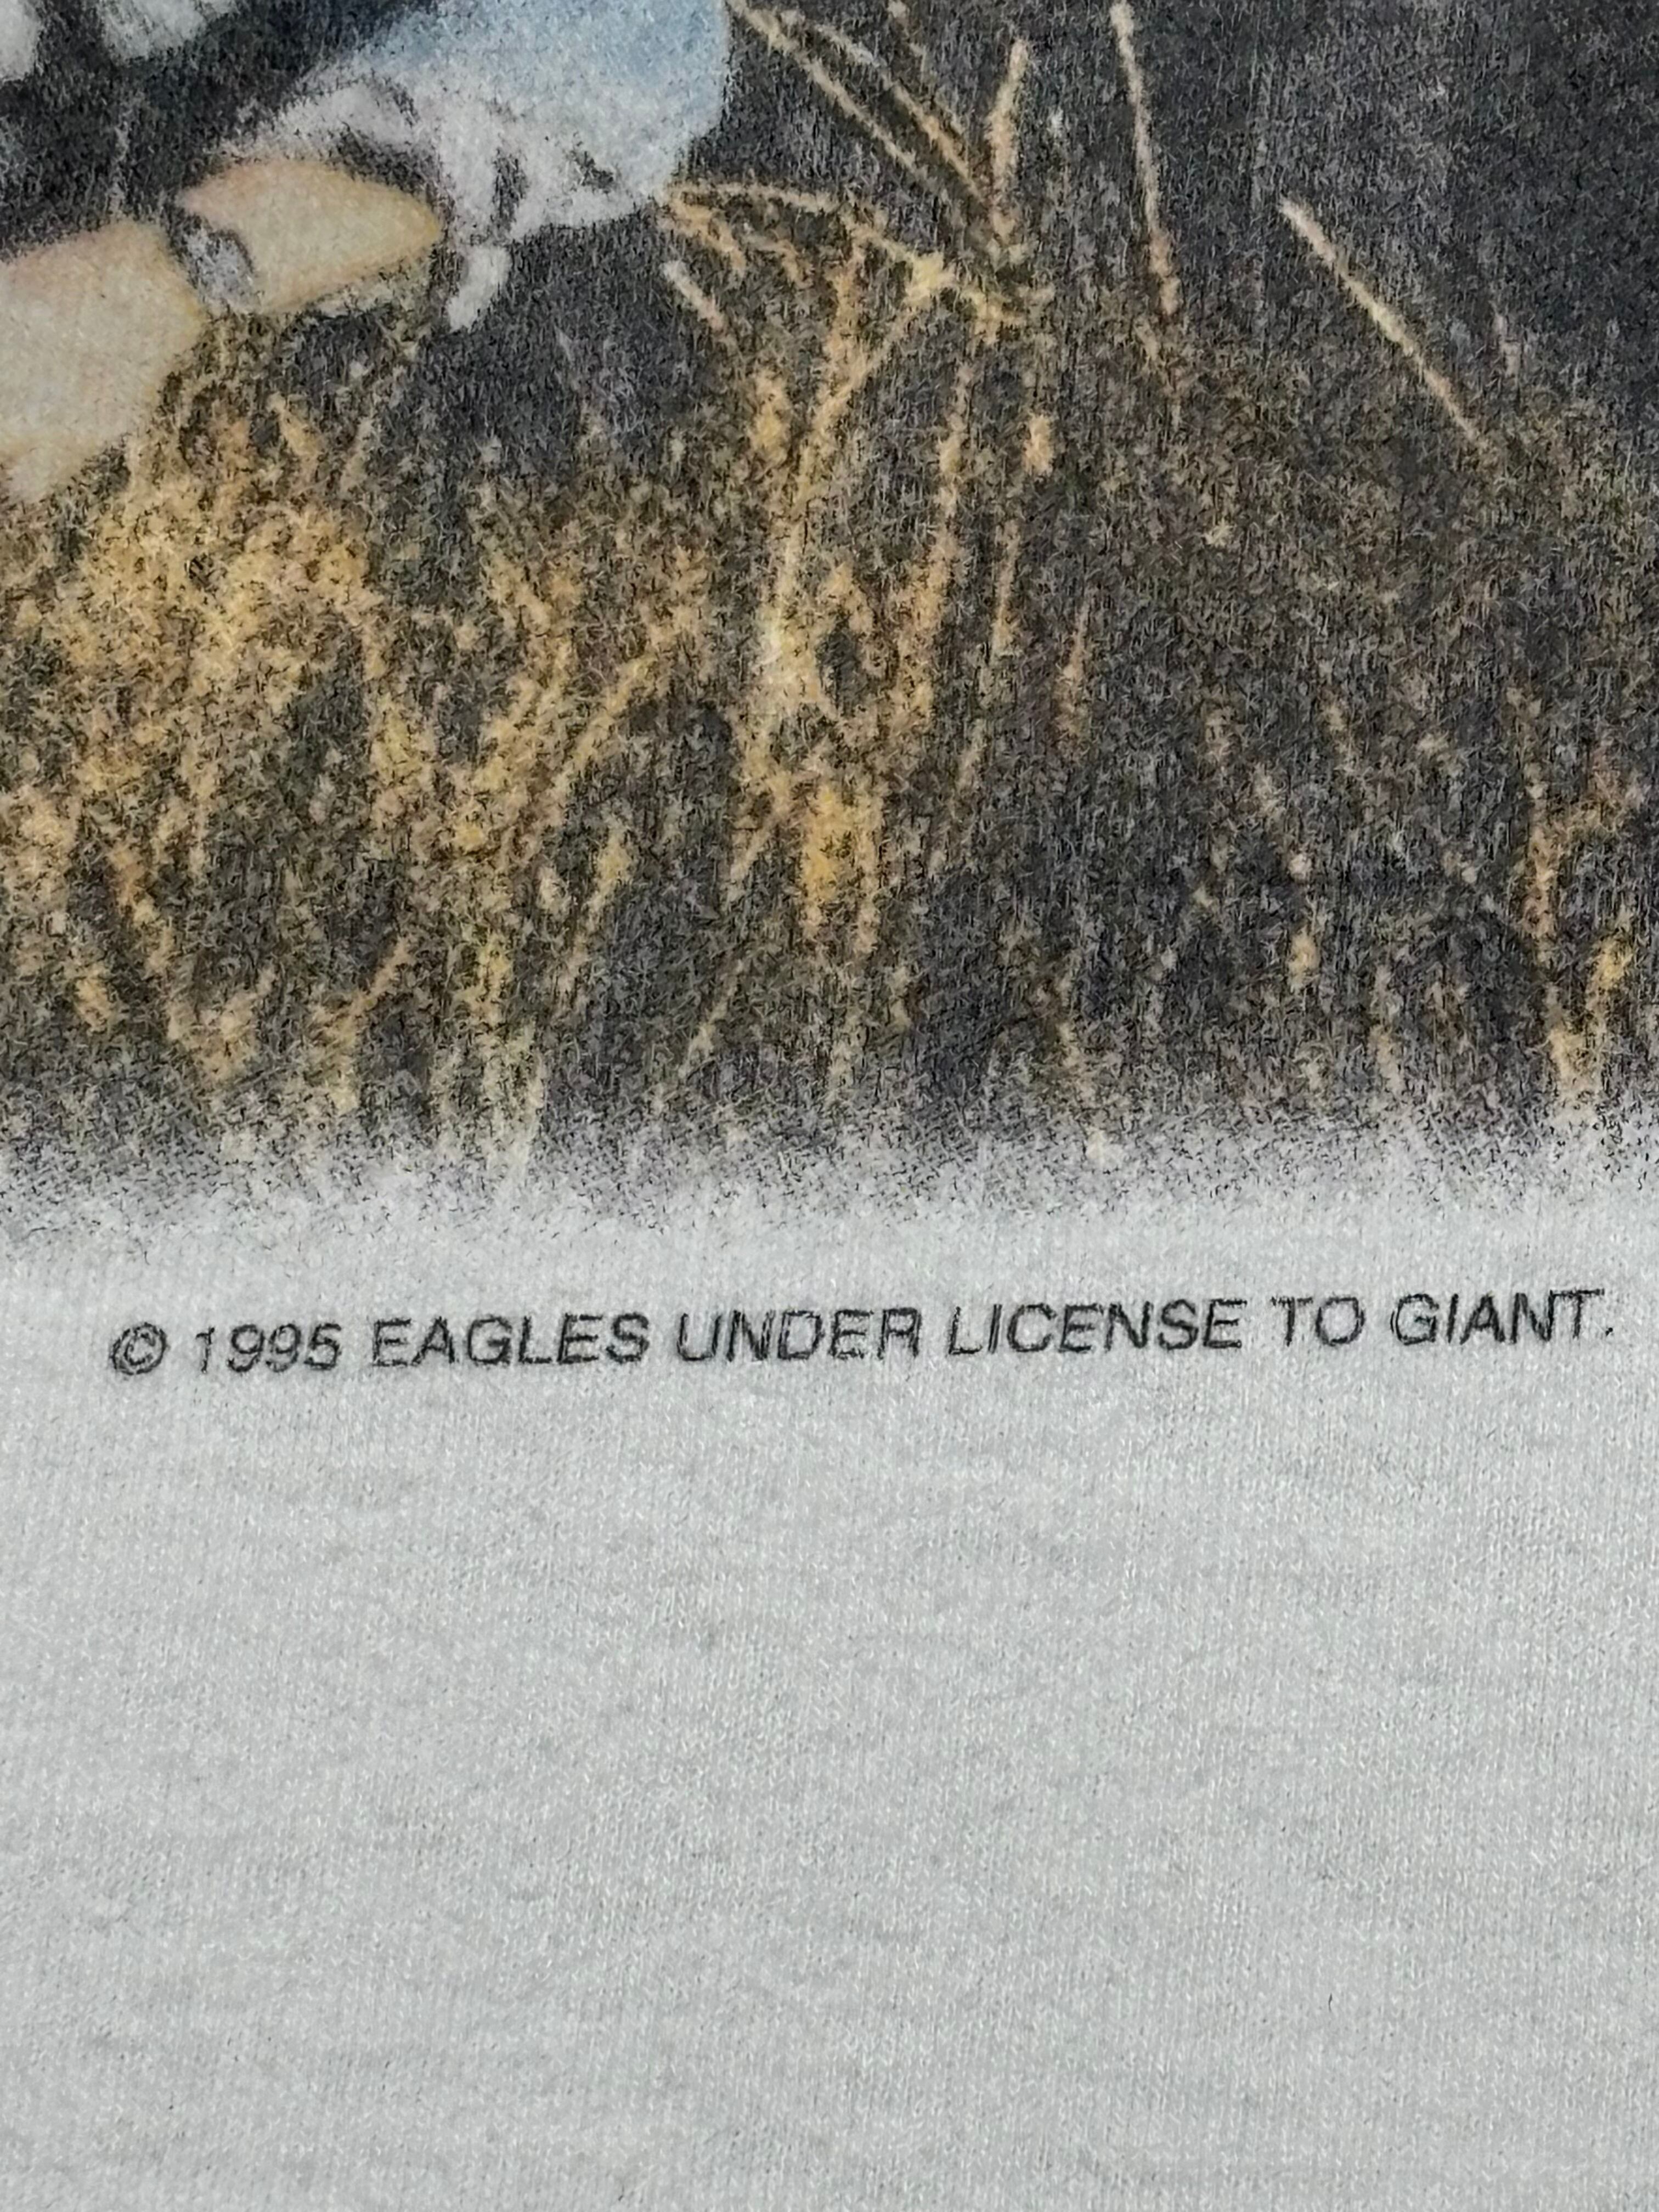 © 1995 EAGLES UNDER LICENSE TO GIANT.